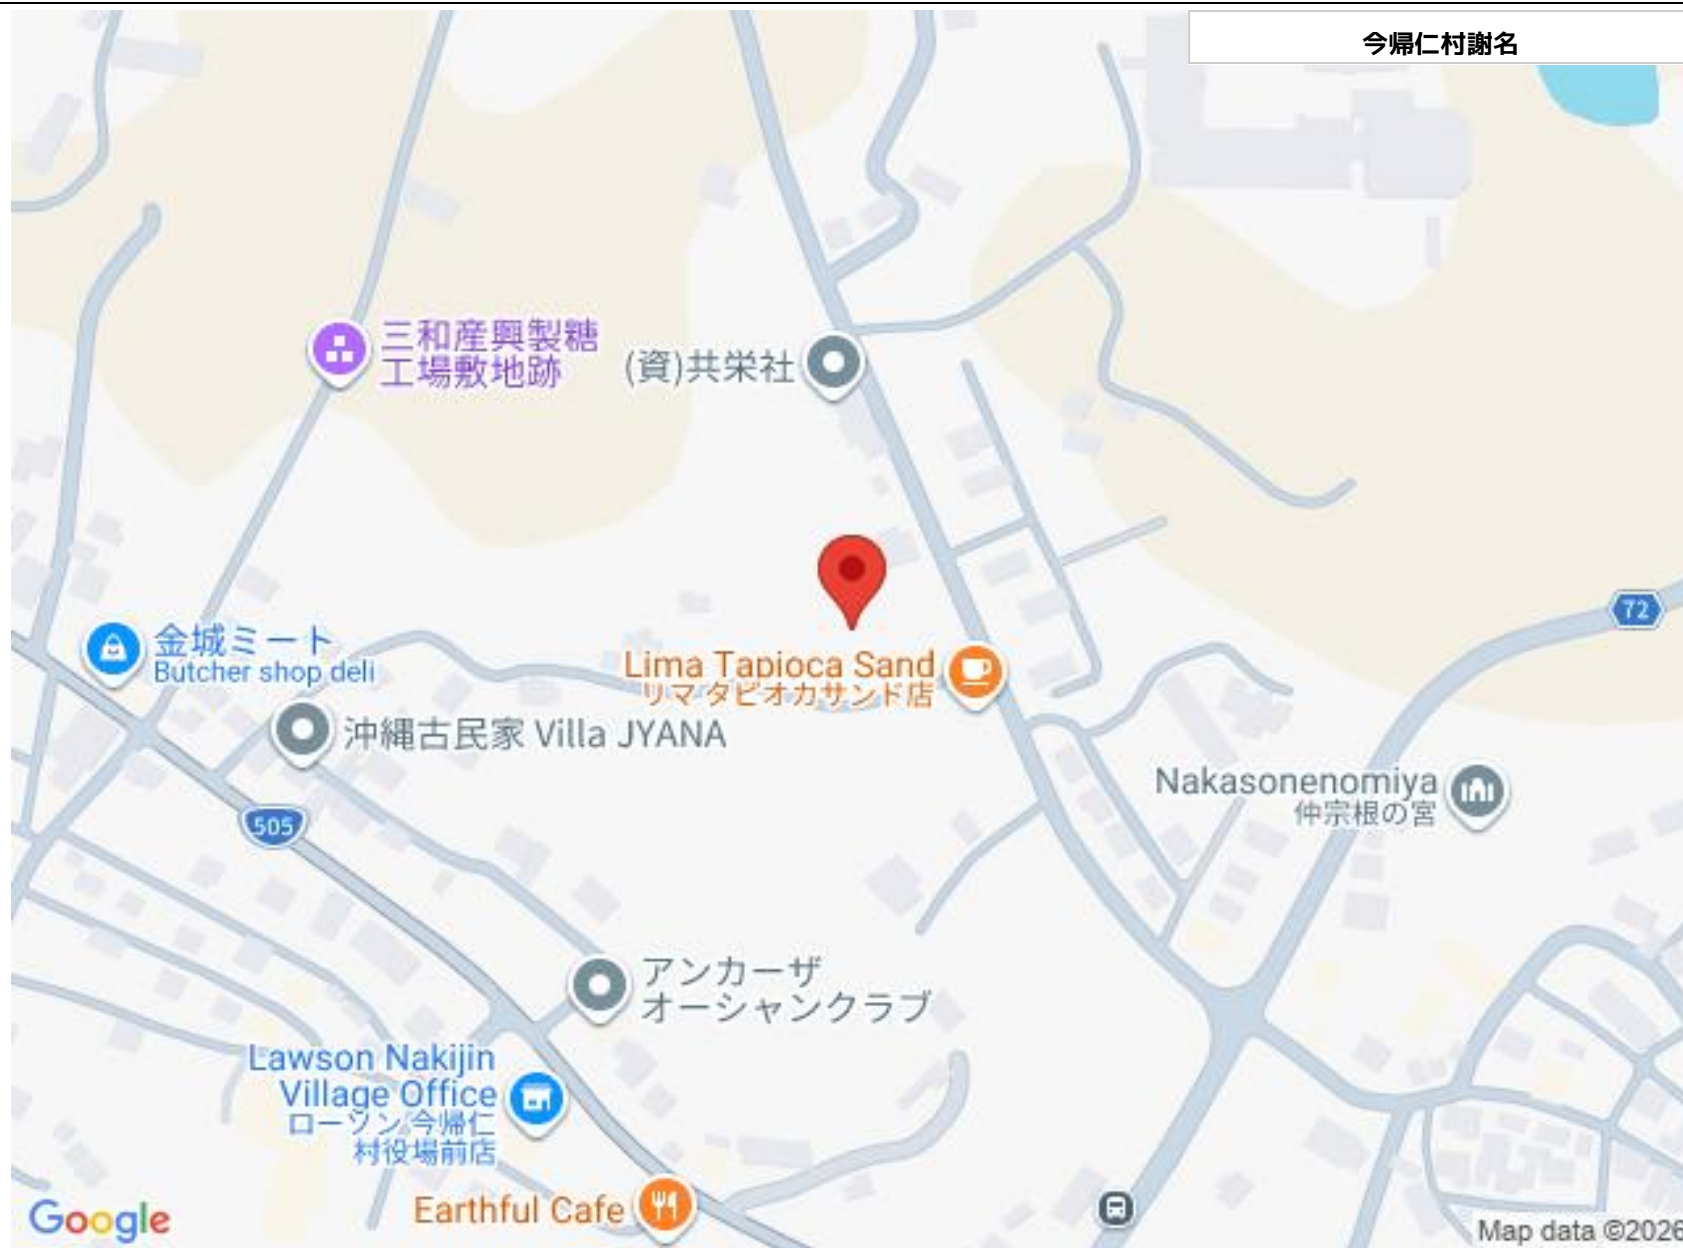 今帰仁村謝名
三和産興製糖
工場敷地跡
(資)共栄社
72
金城ミート
Butcher shop deli
Lima Tapioca Sand
リマ タピオカサンド店
沖縄古民家 Villa JYANA
Nakasonenomiya
仲宗根の宮
505
アンカーザ
オーシャンクラブ
Lawson Nakijin
Village Office
ローソン 今帰仁
村役場前店
Earthful Cafe
Google
Map data ©2026